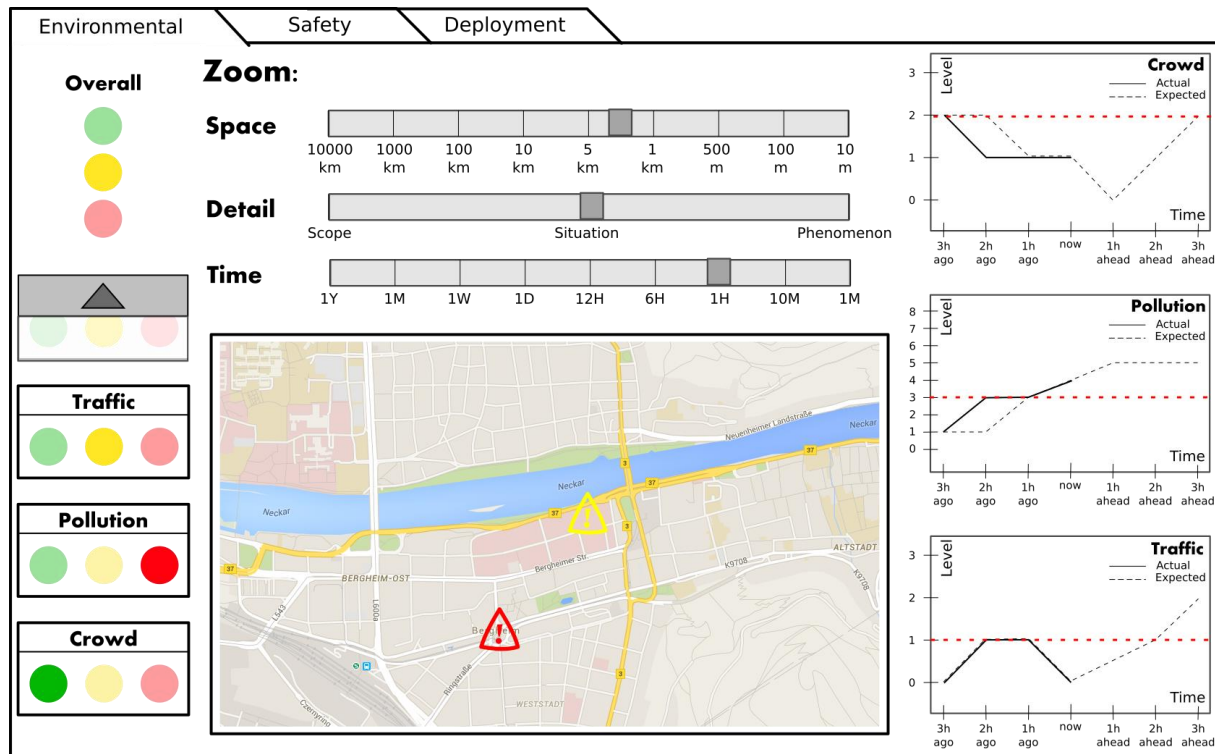 Environmental
Safety
Deployment
Overall
Traffic
Pollution
Crowd
Zoom:
Space
10000 km
1000 km
100 km
10 km
5 km
1 km
500 m
100 m
10 m
Detail
Scope
Situation
Phenomenon
Time
1Y
1M
1W
1D
12H
6H
1H
10M
1M
Neuenheimer Landstraße
Neckar
3
Neckar
37
37
Neckar
3
37
Bergheimer Str.
ALTSTADT
K9708
K9708
BERGHEIM-OST
L543
L600a
Bergheim
Ringstraße
WESTSTADT
Czernyring
Crowd
Level
Actual
Expected
3
2
1
0
Time
3h ago
2h ago
1h ago
now
1h ahead
2h ahead
3h ahead
Pollution
Level
Actual
Expected
8
7
6
5
4
3
2
1
0
Time
3h ago
2h ago
1h ago
now
1h ahead
2h ahead
3h ahead
Traffic
Level
Actual
Expected
3
2
1
0
Time
3h ago
2h ago
1h ago
now
1h ahead
2h ahead
3h ahead